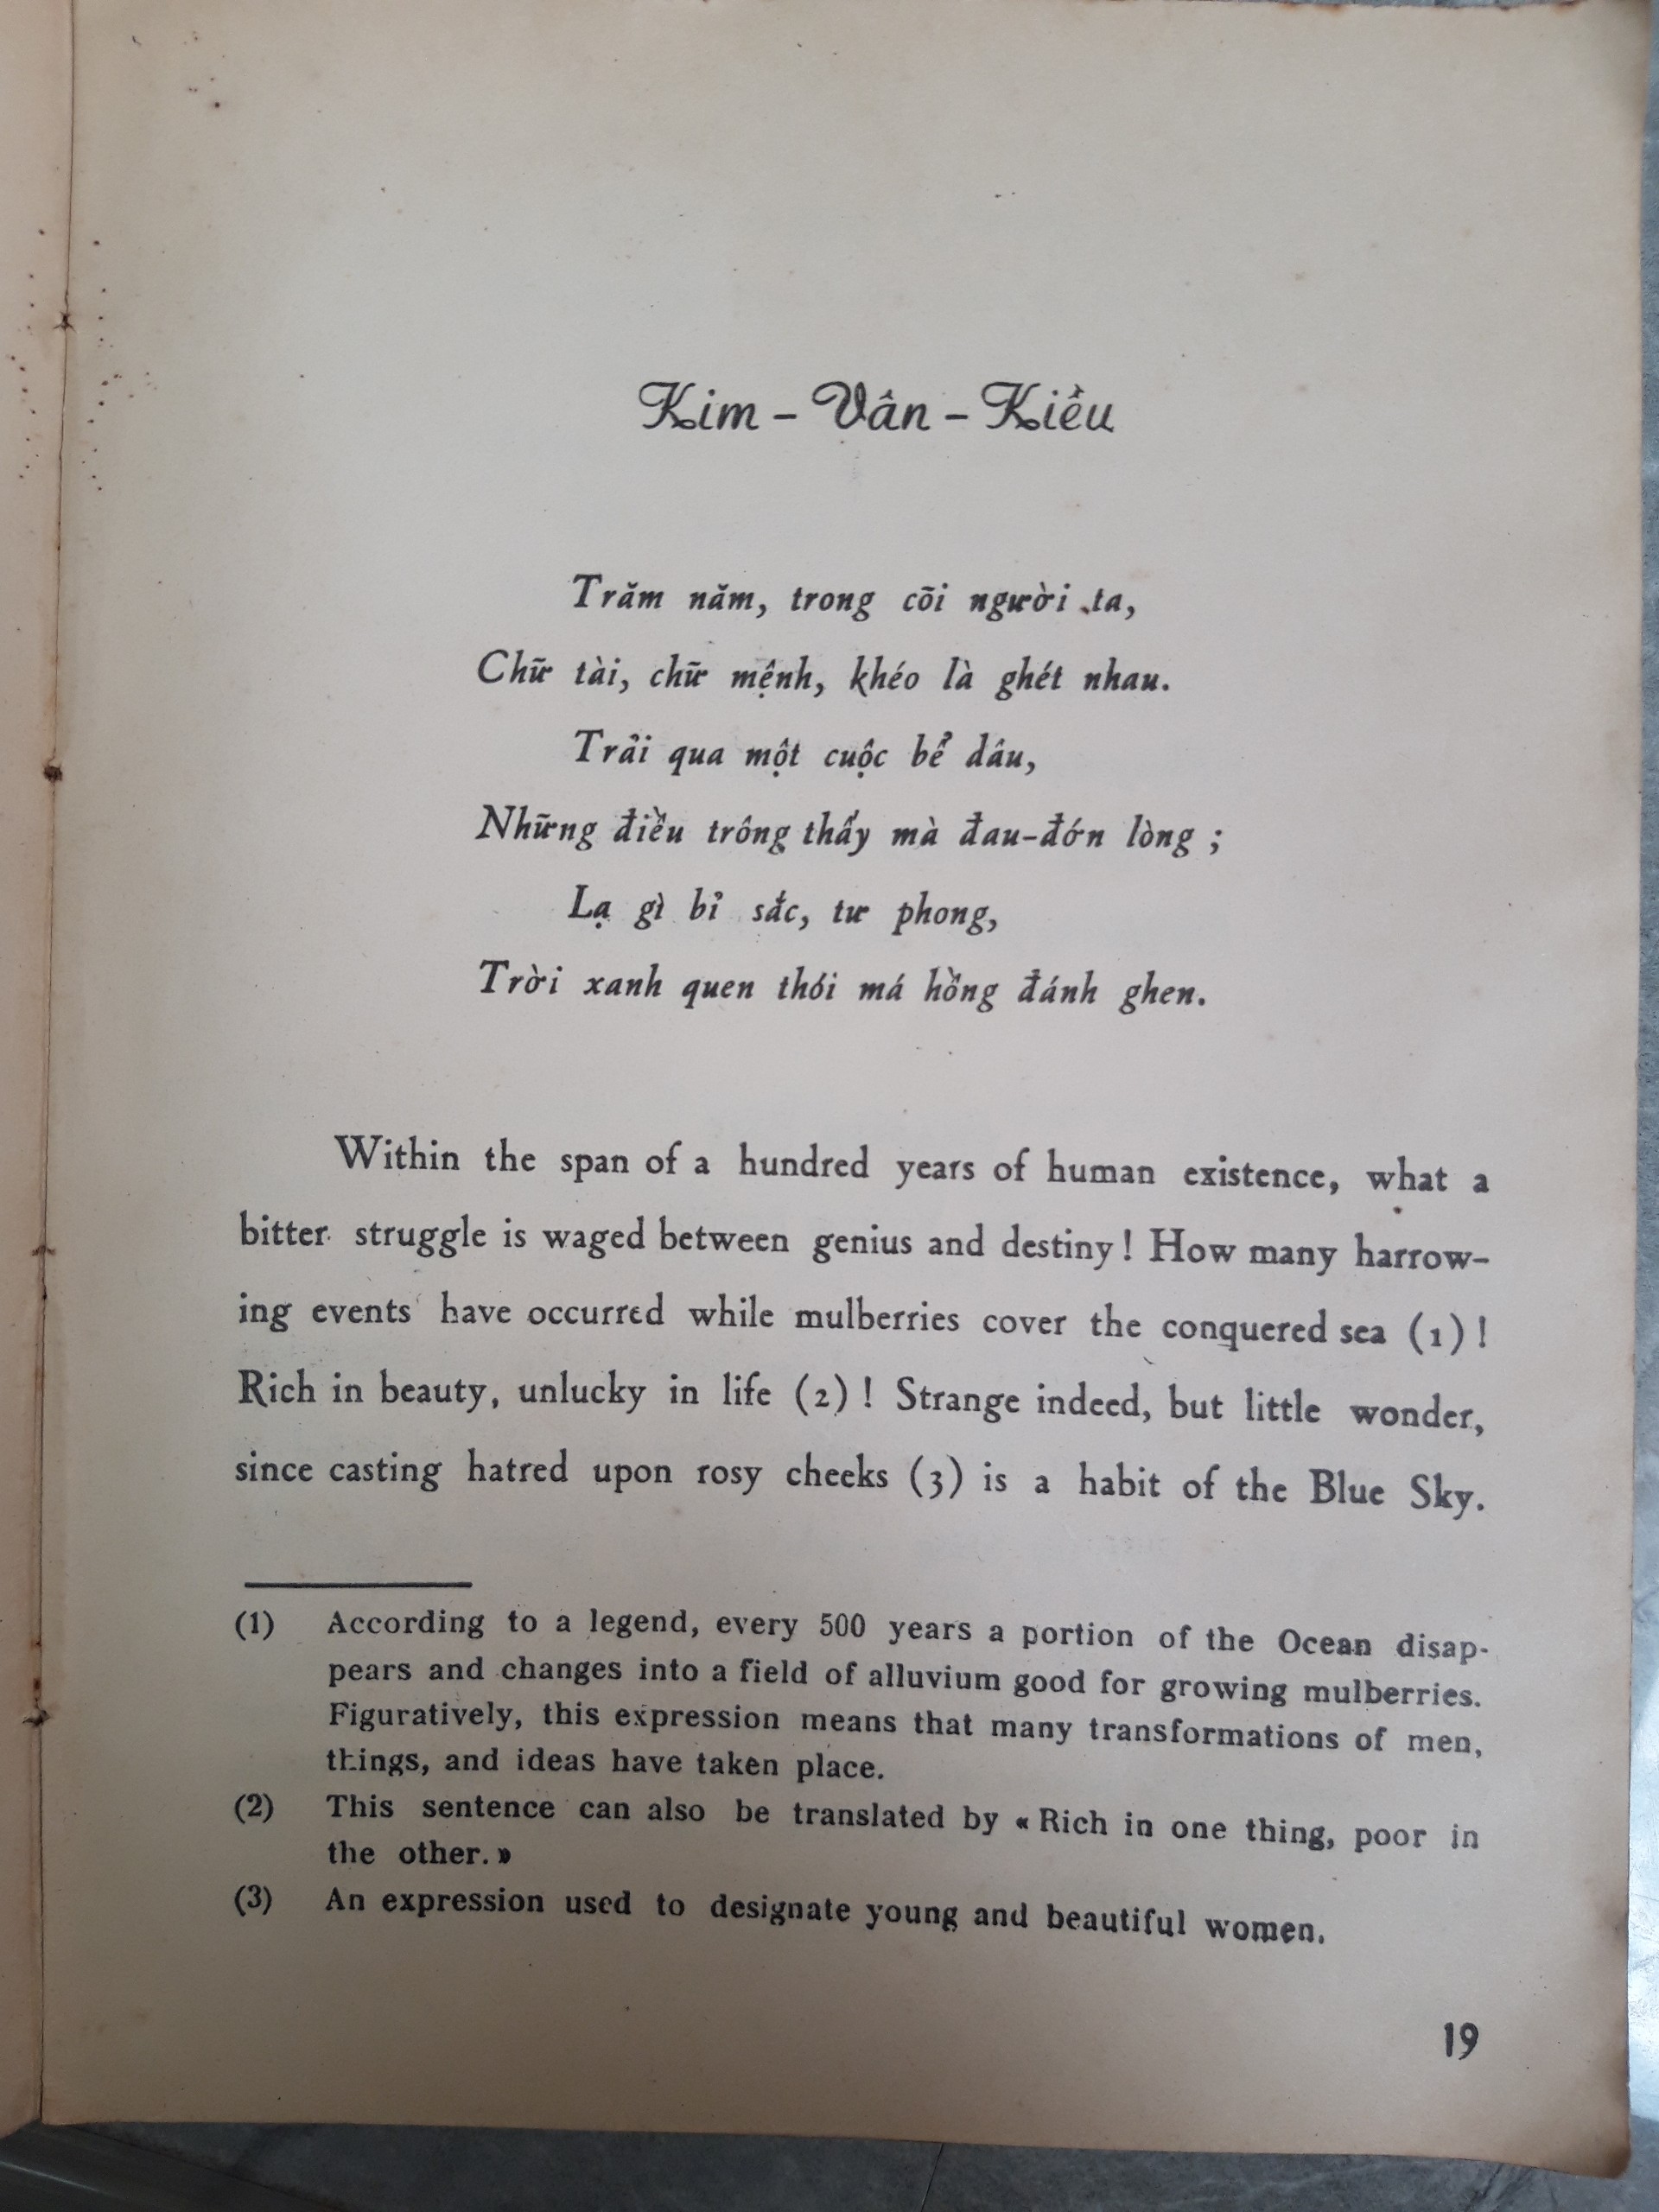 Kim - Vân - Kiều
Trăm năm, trong cõi người ta,
Chữ tài, chữ mệnh, khéo là ghét nhau.
Trải qua một cuộc bể dâu,
Những điều trông thấy mà đau-đớn lòng ;
Lạ gì bỉ sắc, tư phong,
Trời xanh quen thói má hồng đánh ghen.
Within the span of a hundred years of human existence, what a
bitter struggle is waged between genius and destiny ! How many harrow-
ing events have occurred while mulberries cover the conquered sea (1) !
Rich in beauty, unlucky in life (2) ! Strange indeed, but little wonder,
since casting hatred upon rosy cheeks (3) is a habit of the Blue Sky.
(1) According to a legend, every 500 years a portion of the Ocean disap-
pears and changes into a field of alluvium good for growing mulberries.
Figuratively, this expression means that many transformations of men,
things, and ideas have taken place.
(2) This sentence can also be translated by « Rich in one thing, poor in
the other. »
(3) An expression used to designate young and beautiful women.
19